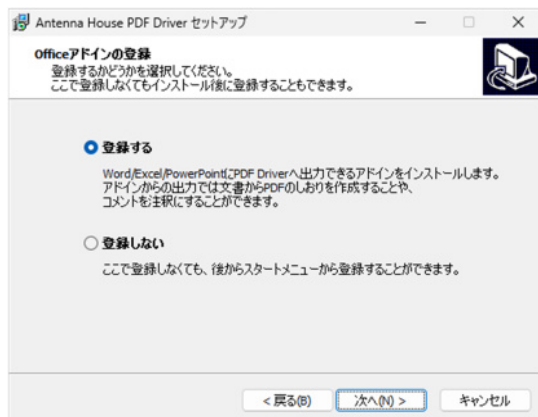 Antenna House PDF Driver セットアップ
Officeアドインの登録
登録するかどうかを選択してください。
ここで登録しなくてもインストール後に登録することもできます。
登録する
Word/Excel/PowerPointにPDF Driverへ出力できるアドインをインストールします。
アドインからの出力では文書からPDFのしおりを作成することや、
コメントを注釈にすることができます。
登録しない
ここで登録しなくても、後からスタートメニューから登録することができます。
< 戻る(B)
次へ(N) >
キャンセル